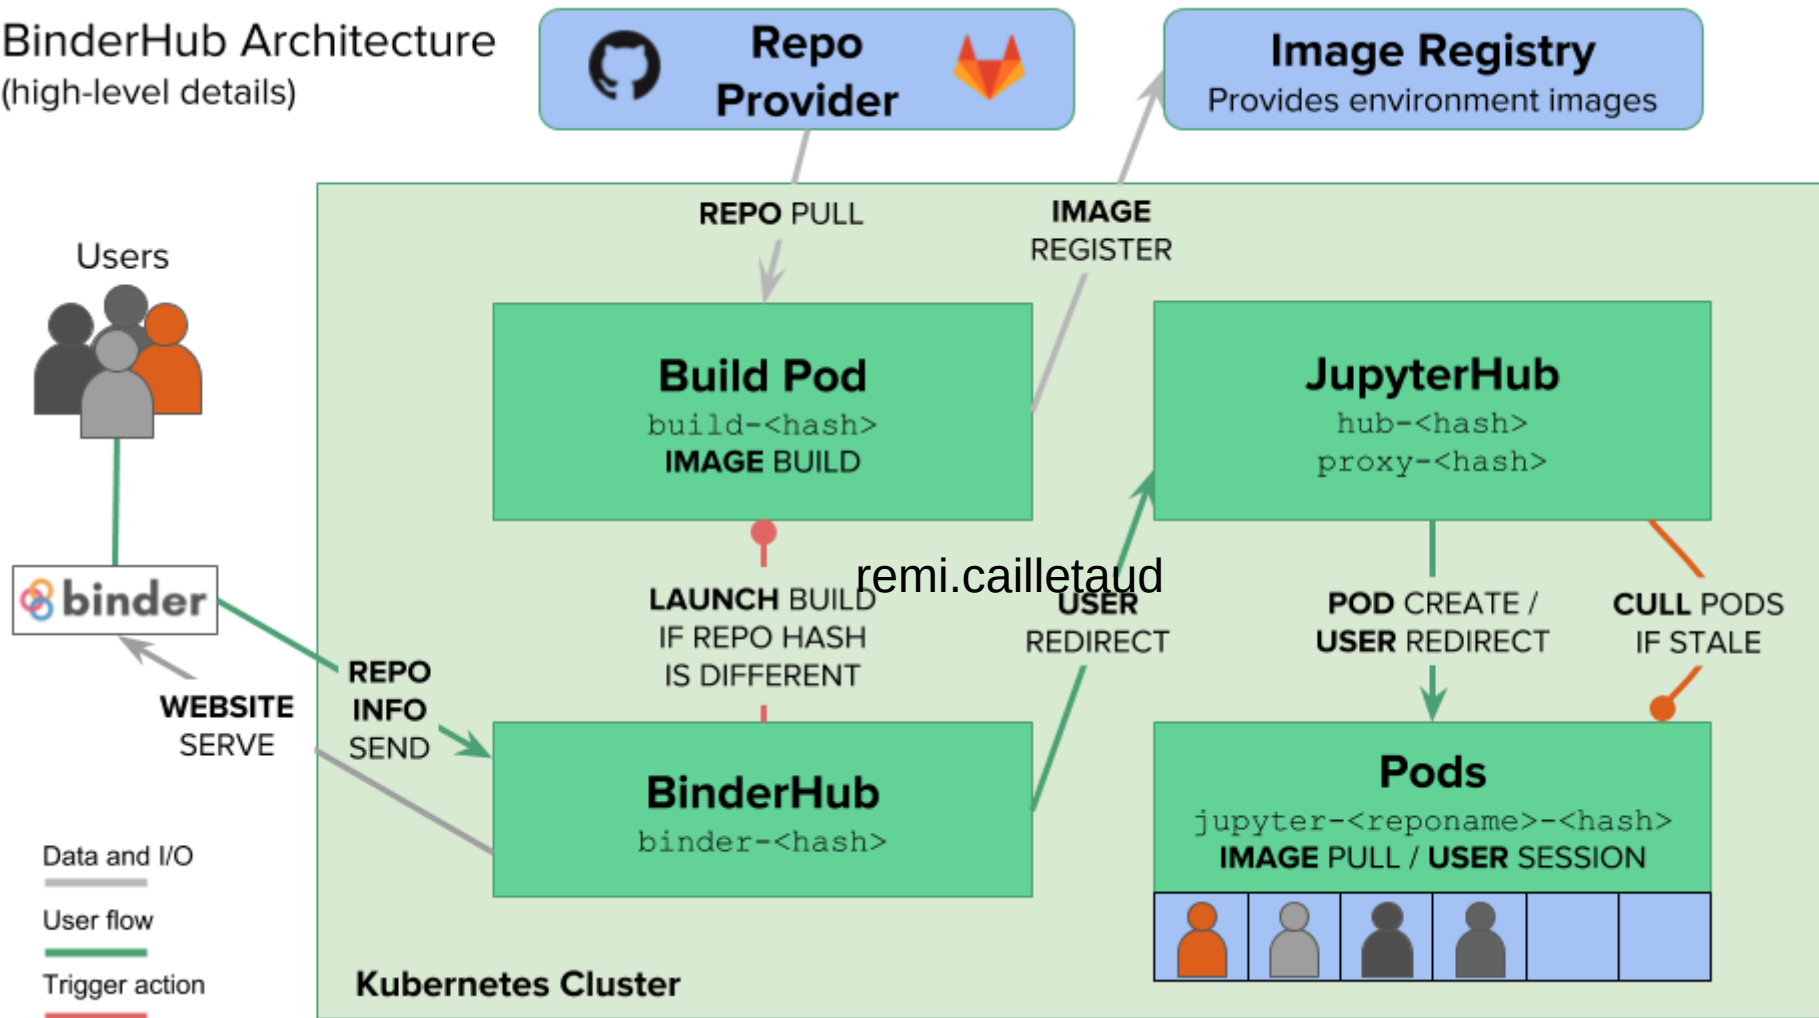 BinderHub Architecture
(high-level details)
Repo
Provider
Image Registry
Provides environment images
REPO PULL
IMAGE
REGISTER
Users
Build Pod
build-<hash>
IMAGE BUILD
JupyterHub
hub-<hash>
proxy-<hash>
binder
remi.cailletaud
LAUNCH BUILD
IF REPO HASH
IS DIFFERENT
USER
REDIRECT
POD CREATE /
USER REDIRECT
CULL PODS
IF STALE
REPO
INFO
SEND
WEBSITE
SERVE
BinderHub
binder-<hash>
Pods
jupyter-<reponame>-<hash>
IMAGE PULL / USER SESSION
Data and I/O
User flow
Trigger action
Kubernetes Cluster